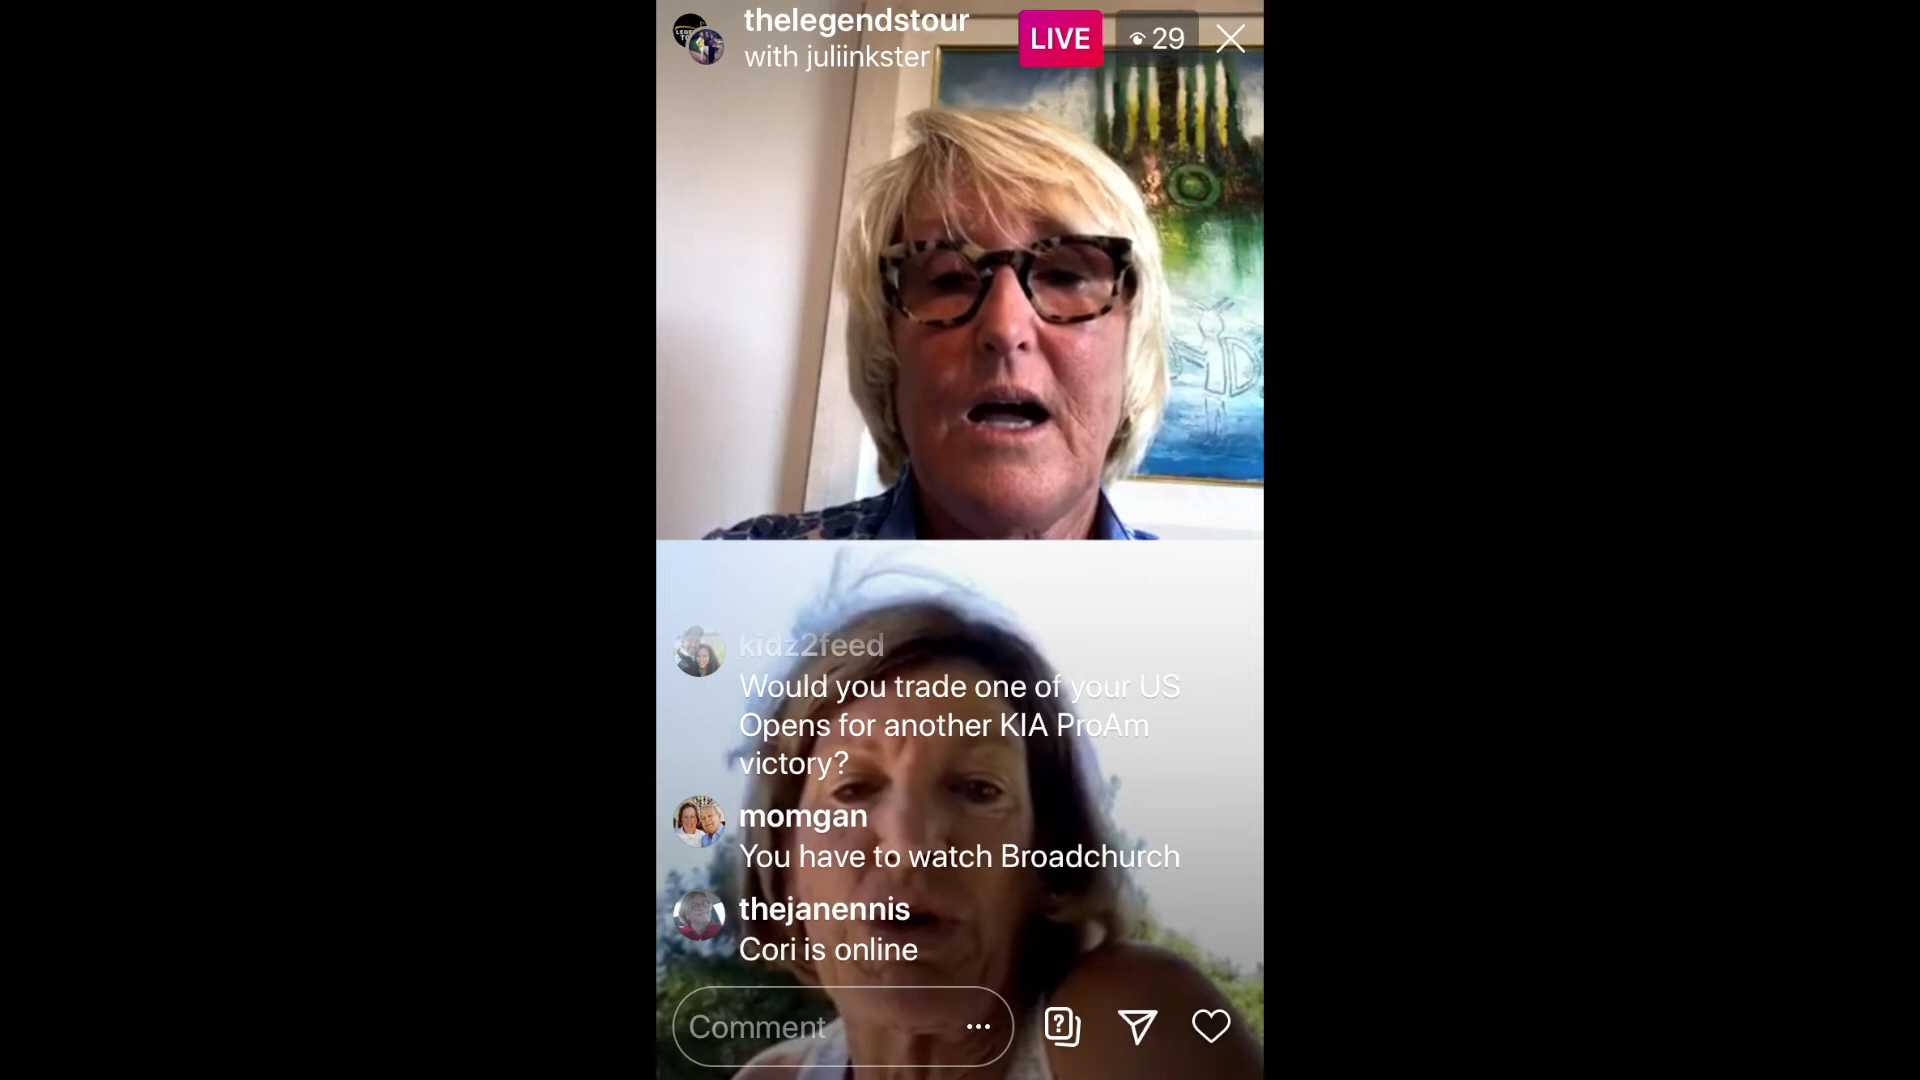 thelegendstour
with juliinkster
LIVE
29
kidz2feed
Would you trade one of your US
Opens for another KIA ProAm
victory?
momgan
You have to watch Broadchurch
thejanennis
Cori is online
Comment